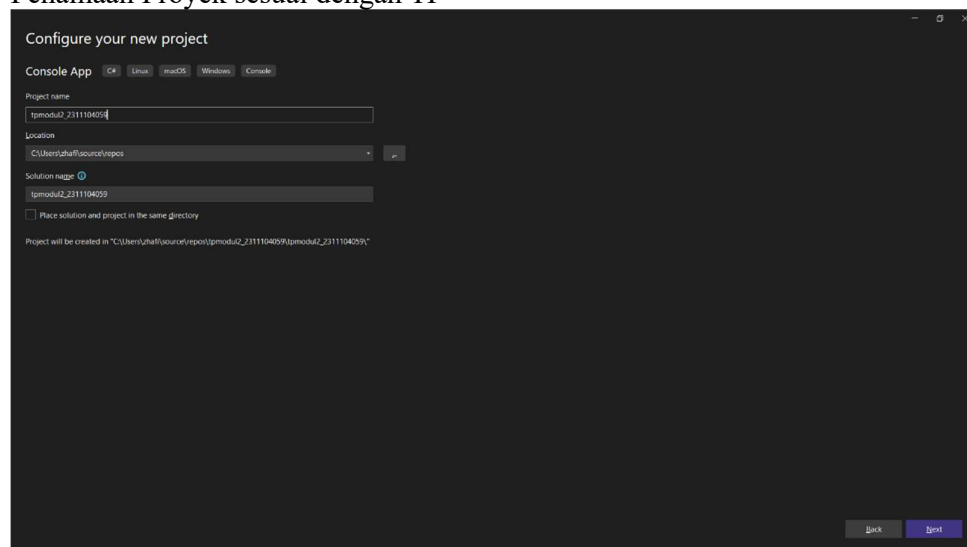 Penamaan Proyek sesuai dengan TP
Configure your new project
Console App C# Linux macOS Windows Console
Project name
tpmodul2_2311104059
Location
C:\Users\zhafi\source\repos
...
Solution name
tpmodul2_2311104059
Place solution and project in the same directory
Project will be created in "C:\Users\zhafi\source\repos\tpmodul2_2311104059\tpmodul2_2311104059\"
Back Next